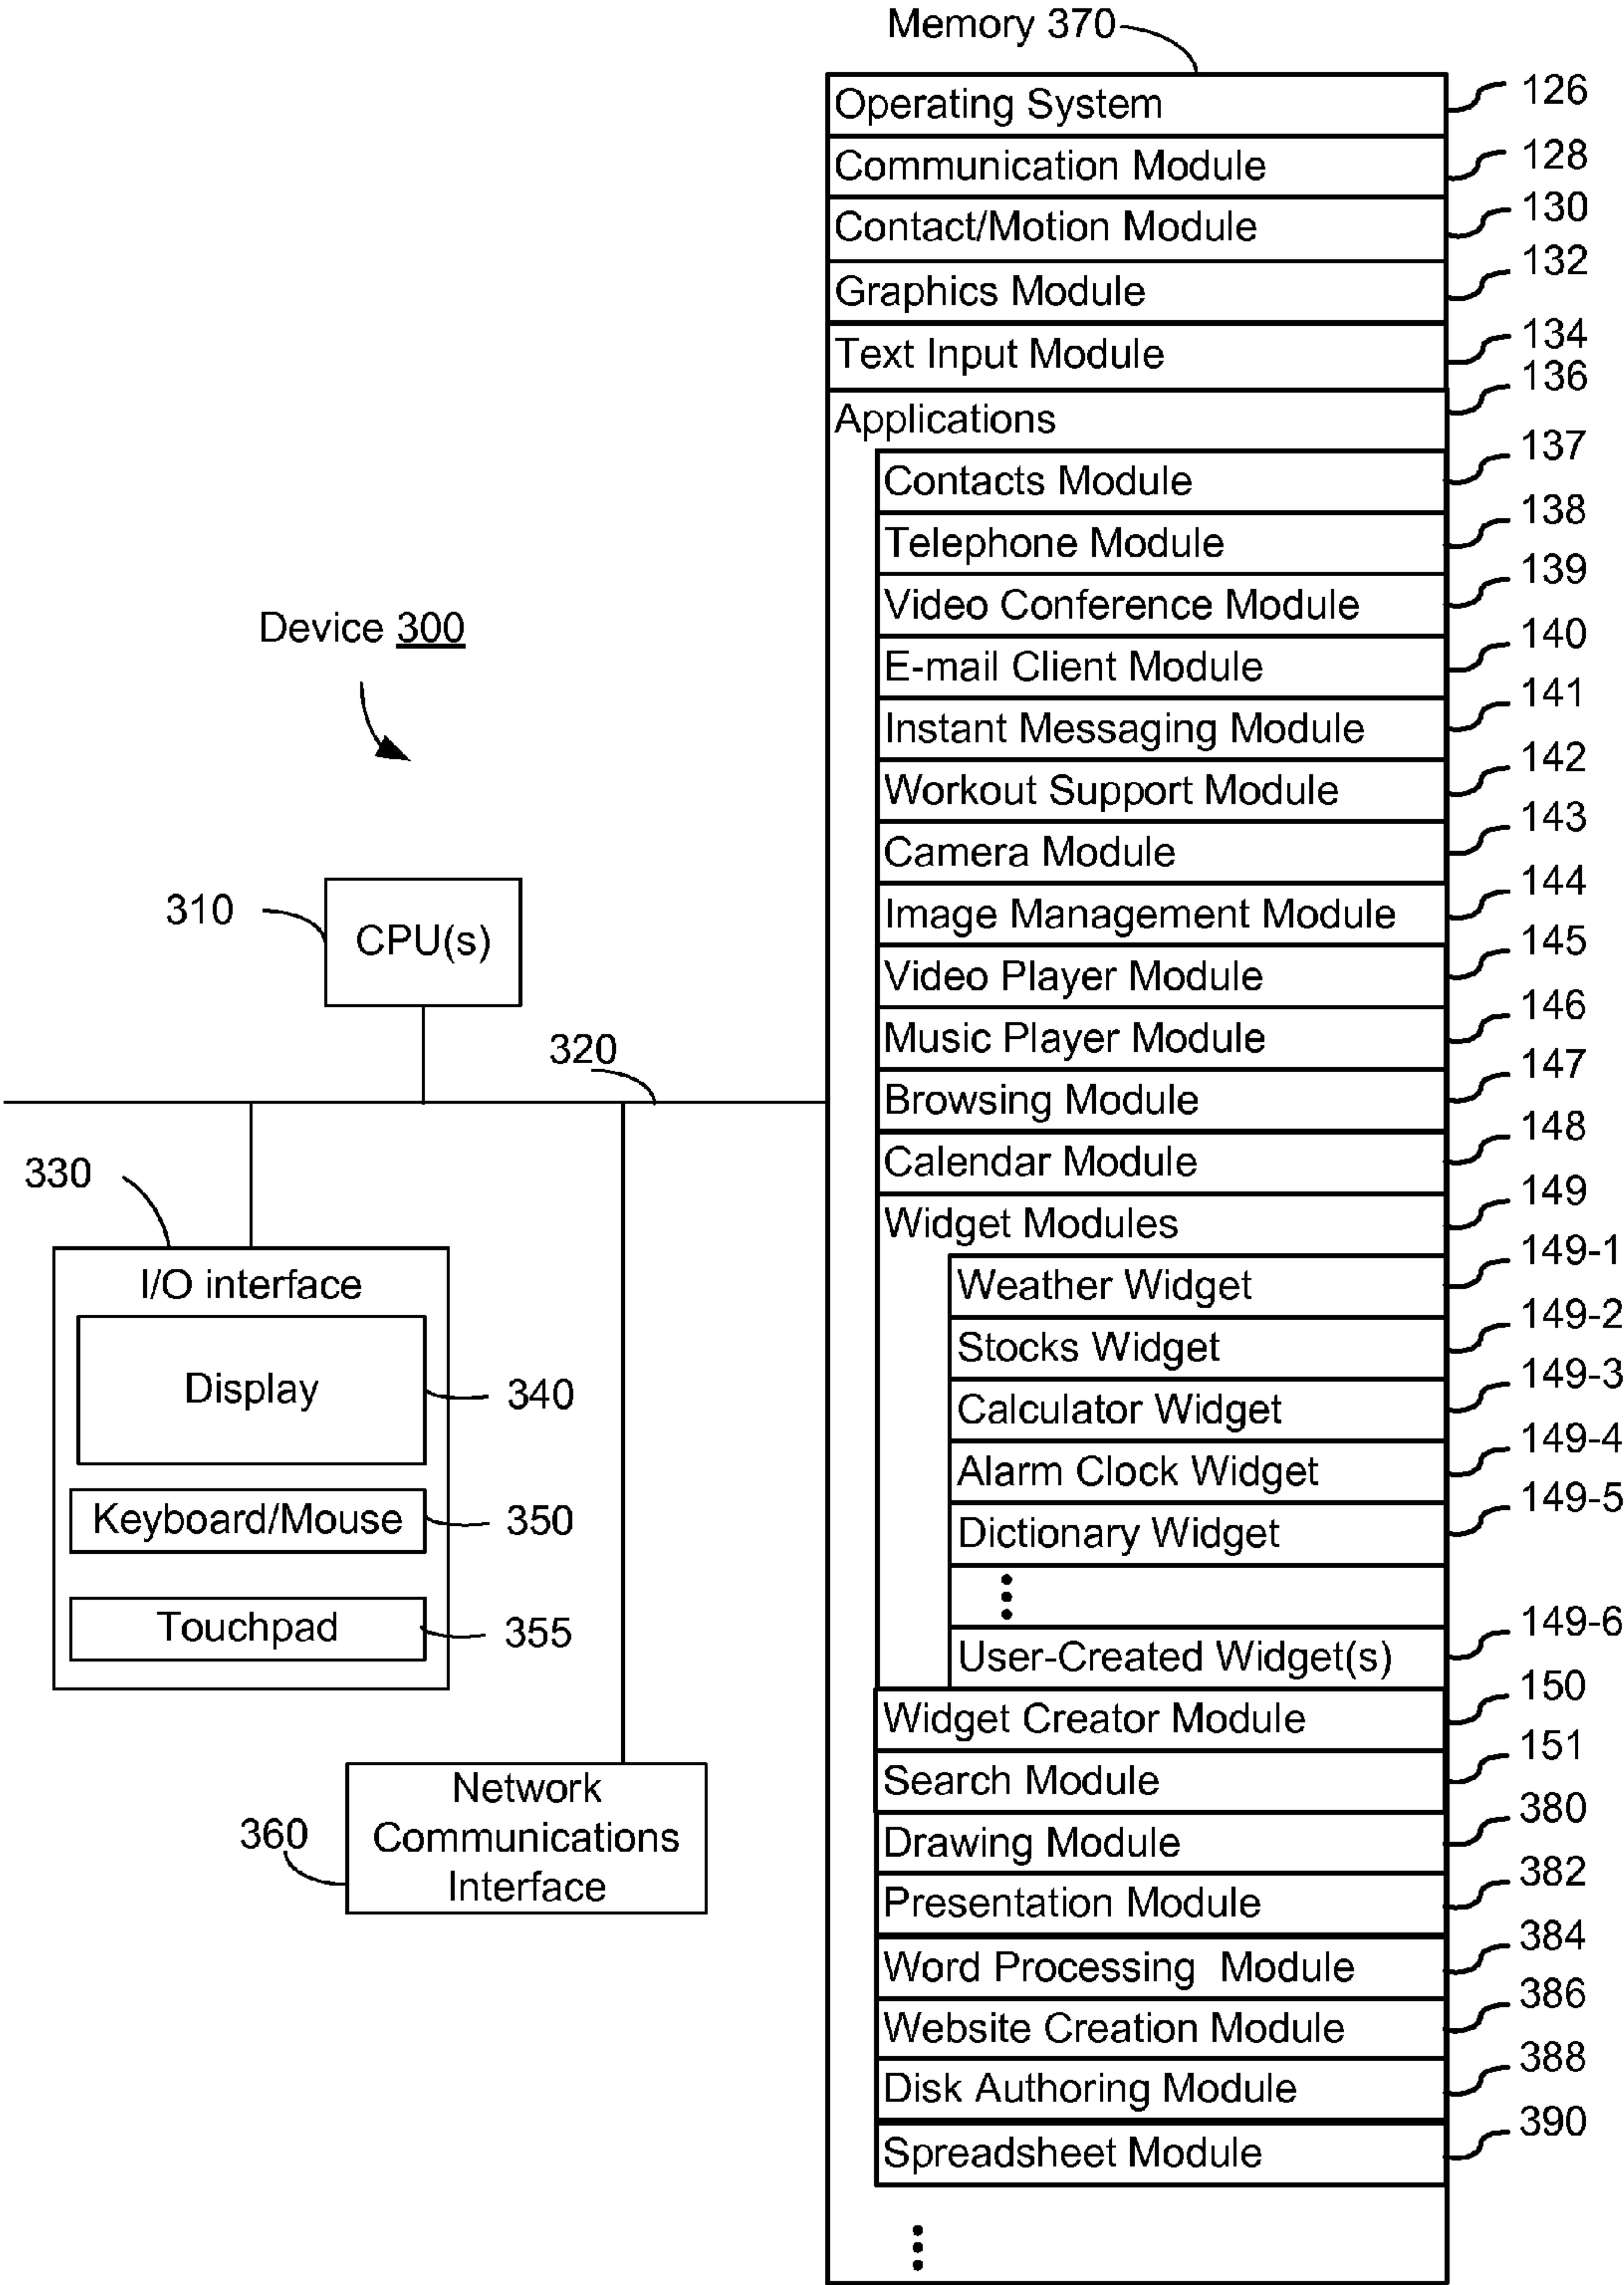 Memory 370
Operating System 126
Communication Module 128
Contact/Motion Module 130
Graphics Module 132
Text Input Module 134
Applications 136
Contacts Module 137
Telephone Module 138
Video Conference Module 139
E-mail Client Module 140
Instant Messaging Module 141
Workout Support Module 142
Camera Module 143
Image Management Module 144
Video Player Module 145
Music Player Module 146
Browsing Module 147
Calendar Module 148
Widget Modules 149
Weather Widget 149-1
Stocks Widget 149-2
Calculator Widget 149-3
Alarm Clock Widget 149-4
Dictionary Widget 149-5
User-Created Widget(s) 149-6
Widget Creator Module 150
Search Module 151
Drawing Module 380
Presentation Module 382
Word Processing Module 384
Website Creation Module 386
Disk Authoring Module 388
Spreadsheet Module 390
Device 300
310
CPU(s)
320
330
I/O interface
Display 340
Keyboard/Mouse 350
Touchpad 355
360
Network
Communications
Interface